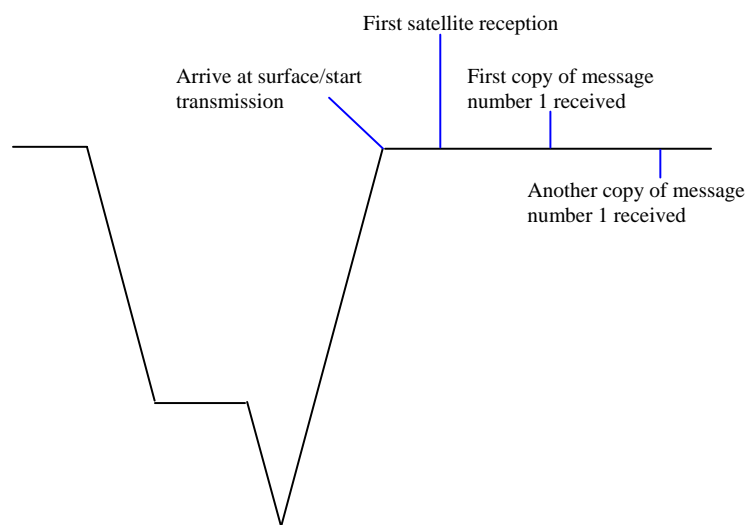 First satellite reception
Arrive at surface/start
transmission
First copy of message
number 1 received
Another copy of message
number 1 received